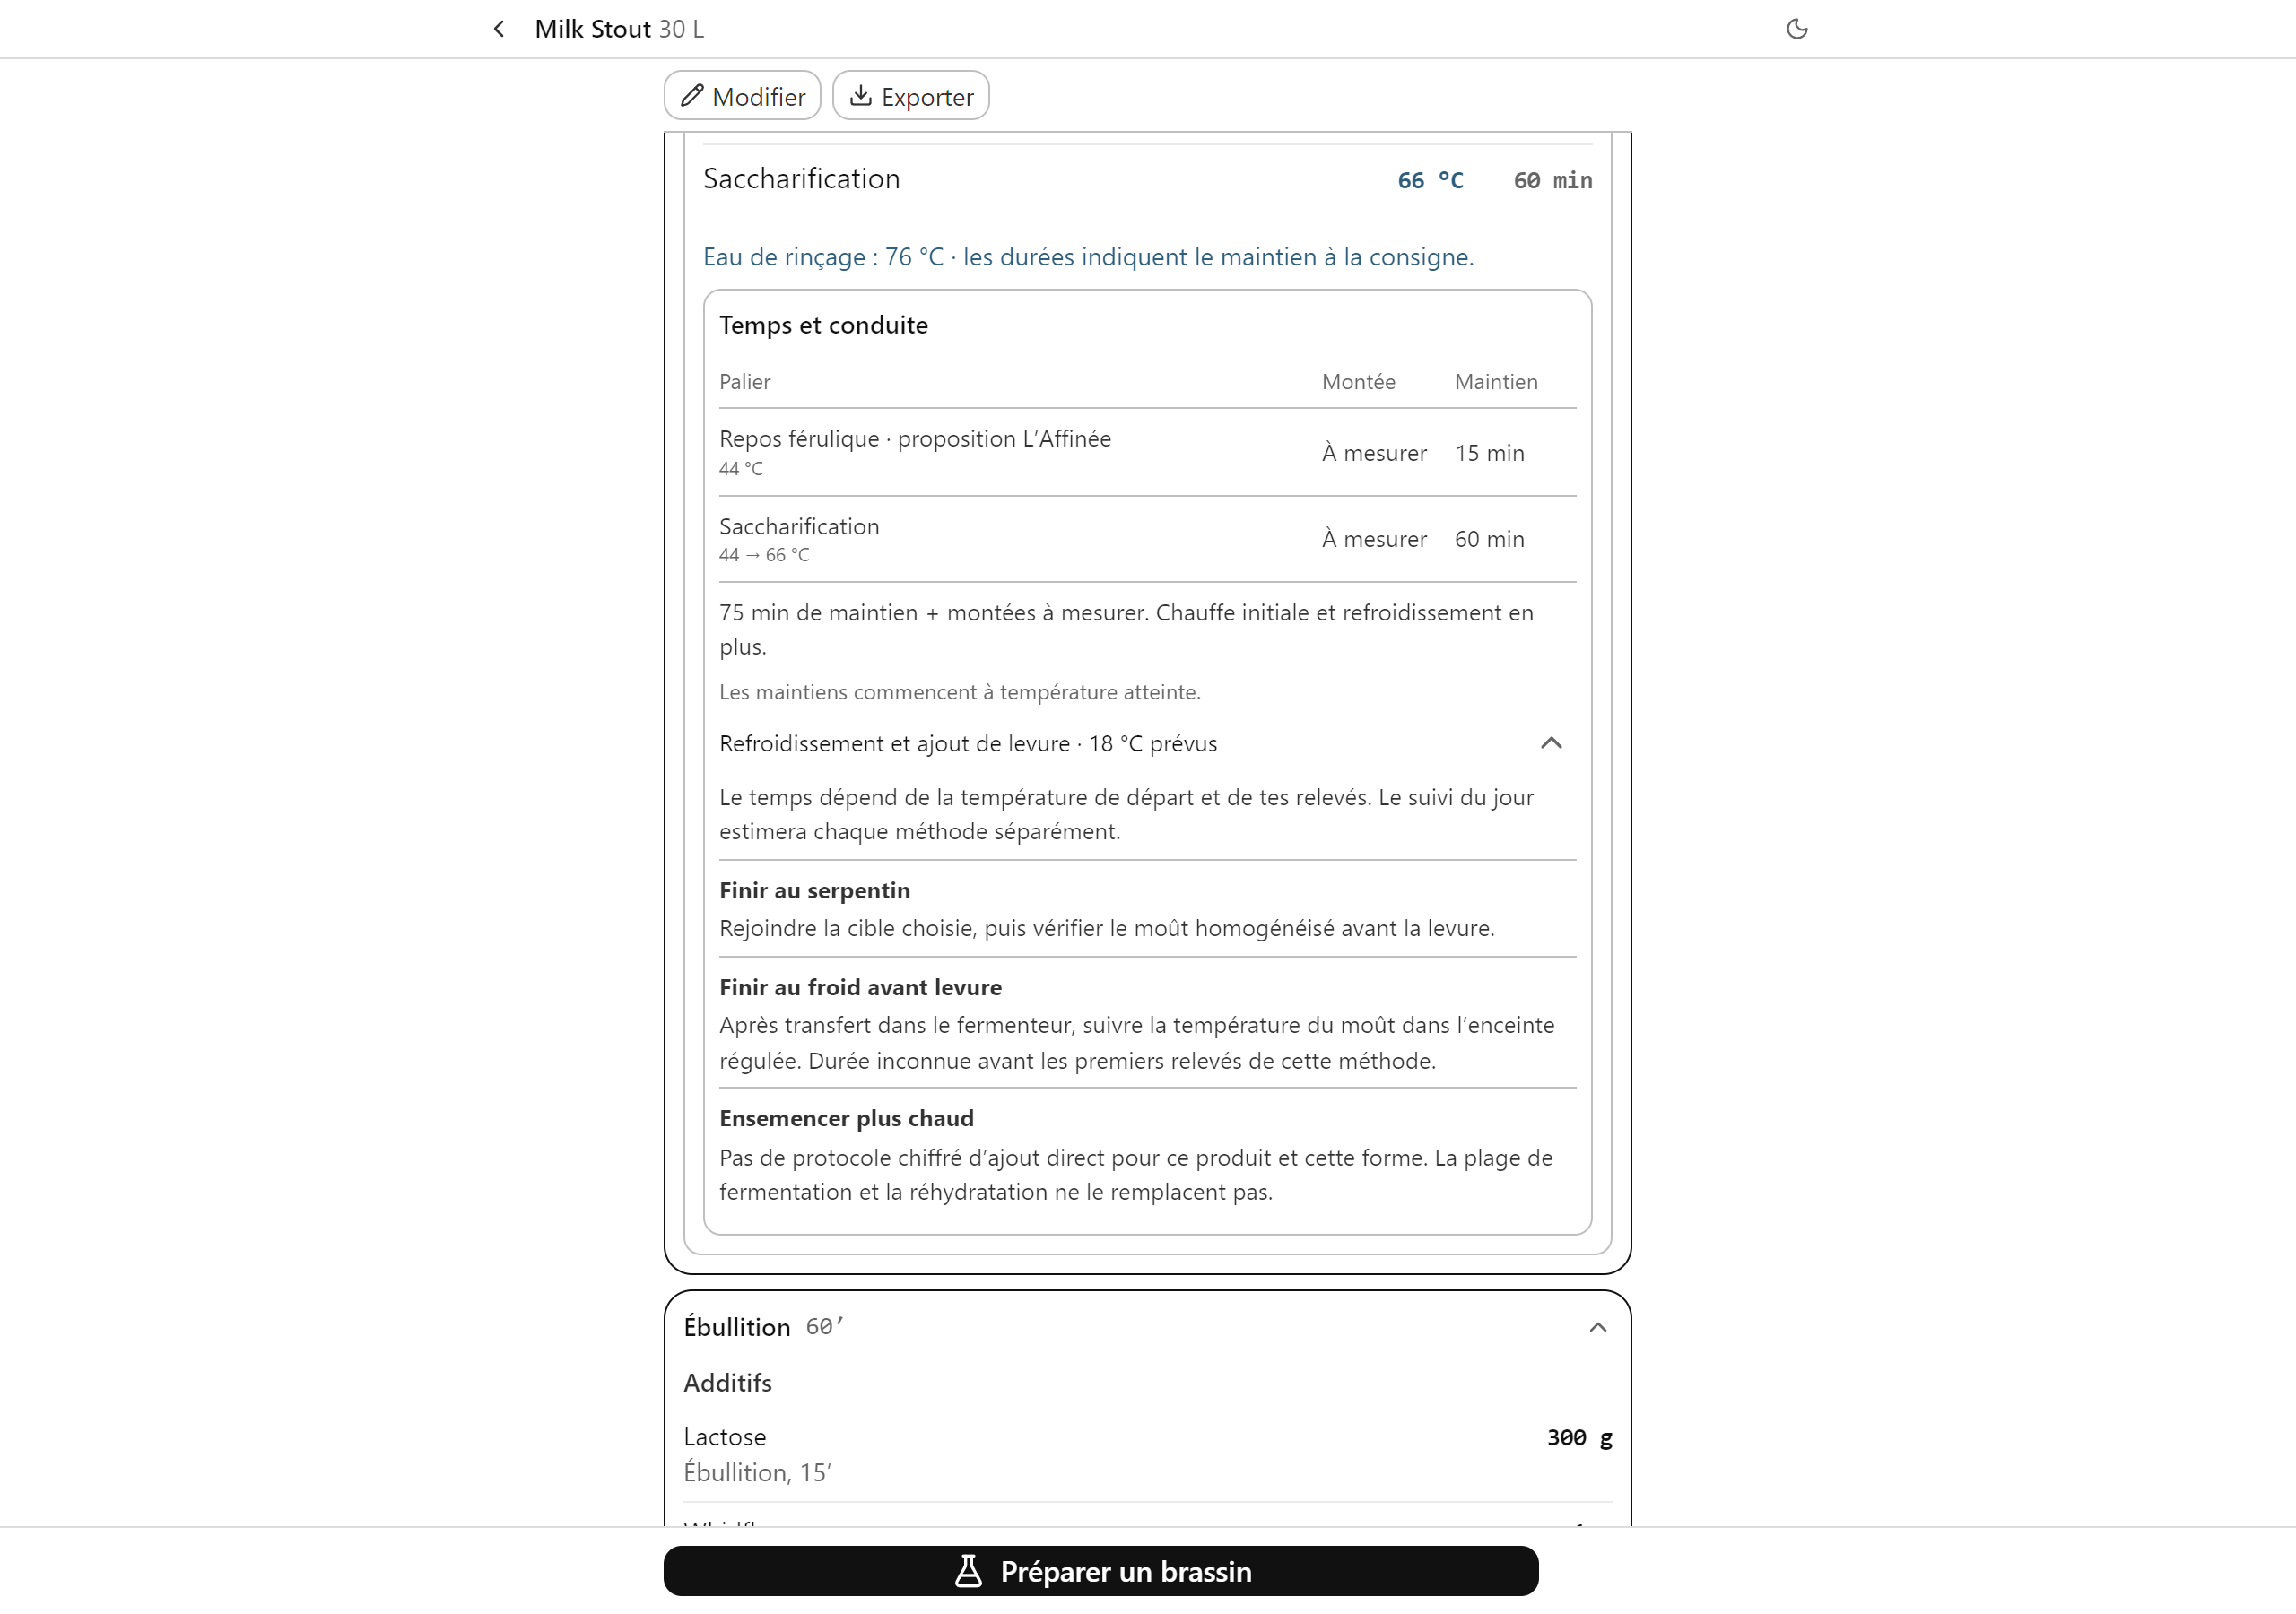 Milk Stout 30 L
Modifier
Exporter
Saccharification 66 °C 60 min
Eau de rinçage : 76 °C · les durées indiquent le maintien à la consigne.
Temps et conduite
Palier Montée Maintien
Repos férulique · proposition L’Affinée
44 °C
À mesurer 15 min
Saccharification
44 → 66 °C
À mesurer 60 min
75 min de maintien + montées à mesurer. Chauffe initiale et refroidissement en
plus.
Les maintiens commencent à température atteinte.
Refroidissement et ajout de levure · 18 °C prévus
Le temps dépend de la température de départ et de tes relevés. Le suivi du jour
estimera chaque méthode séparément.
Finir au serpentin
Rejoindre la cible choisie, puis vérifier le moût homogénéisé avant la levure.
Finir au froid avant levure
Après transfert dans le fermenteur, suivre la température du moût dans l’enceinte
régulée. Durée inconnue avant les premiers relevés de cette méthode.
Ensemencer plus chaud
Pas de protocole chiffré d’ajout direct pour ce produit et cette forme. La plage de
fermentation et la réhydratation ne le remplacent pas.
Ébullition 60′
Additifs
Lactose 300 g
Ébullition, 15′
Préparer un brassin